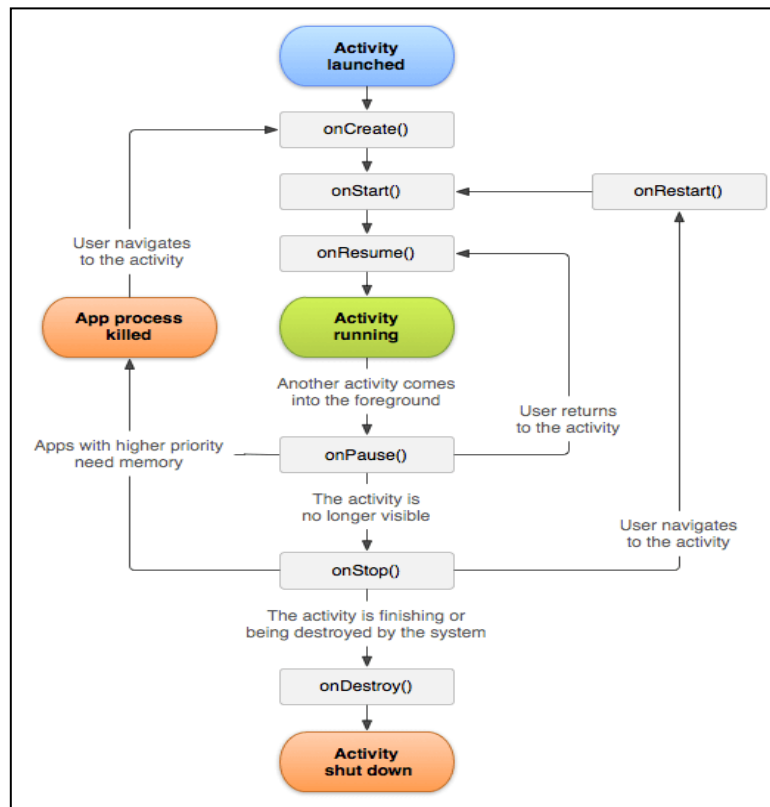 Activity
launched
onCreate()
onStart()
onRestart()
User navigates
to the activity
onResume()
App process
killed
Activity
running
Another activity comes
into the foreground
User returns
to the activity
Apps with higher priority
need memory
onPause()
The activity is
no longer visible
User navigates
to the activity
onStop()
The activity is finishing or
being destroyed by the system
onDestroy()
Activity
shut down